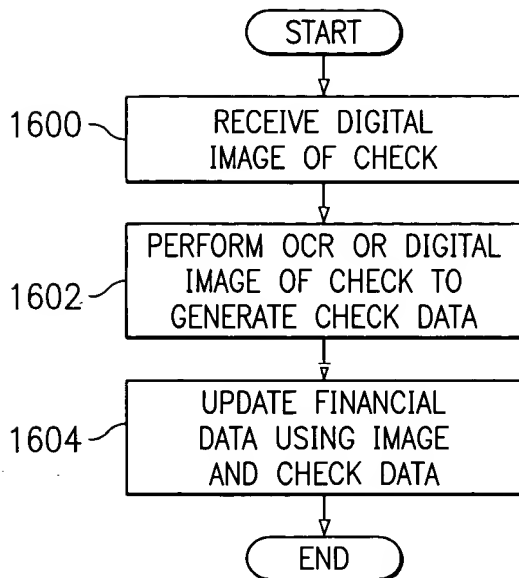 START
1600
RECEIVE DIGITAL
IMAGE OF CHECK
PERFORM OCR OR DIGITAL
1602
IMAGE OF CHECK TO
GENERATE CHECK DATA
UPDATE FINANCIAL
1604
DATA USING IMAGE
AND CHECK DATA
END